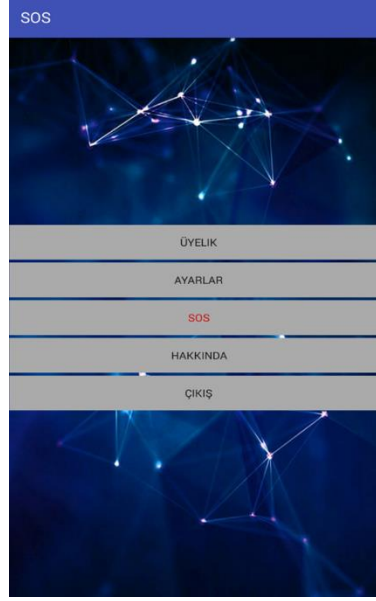 SOS
ÜYELIK
AYARLAR
SOS
HAKKINDA
ÇIKIŞ